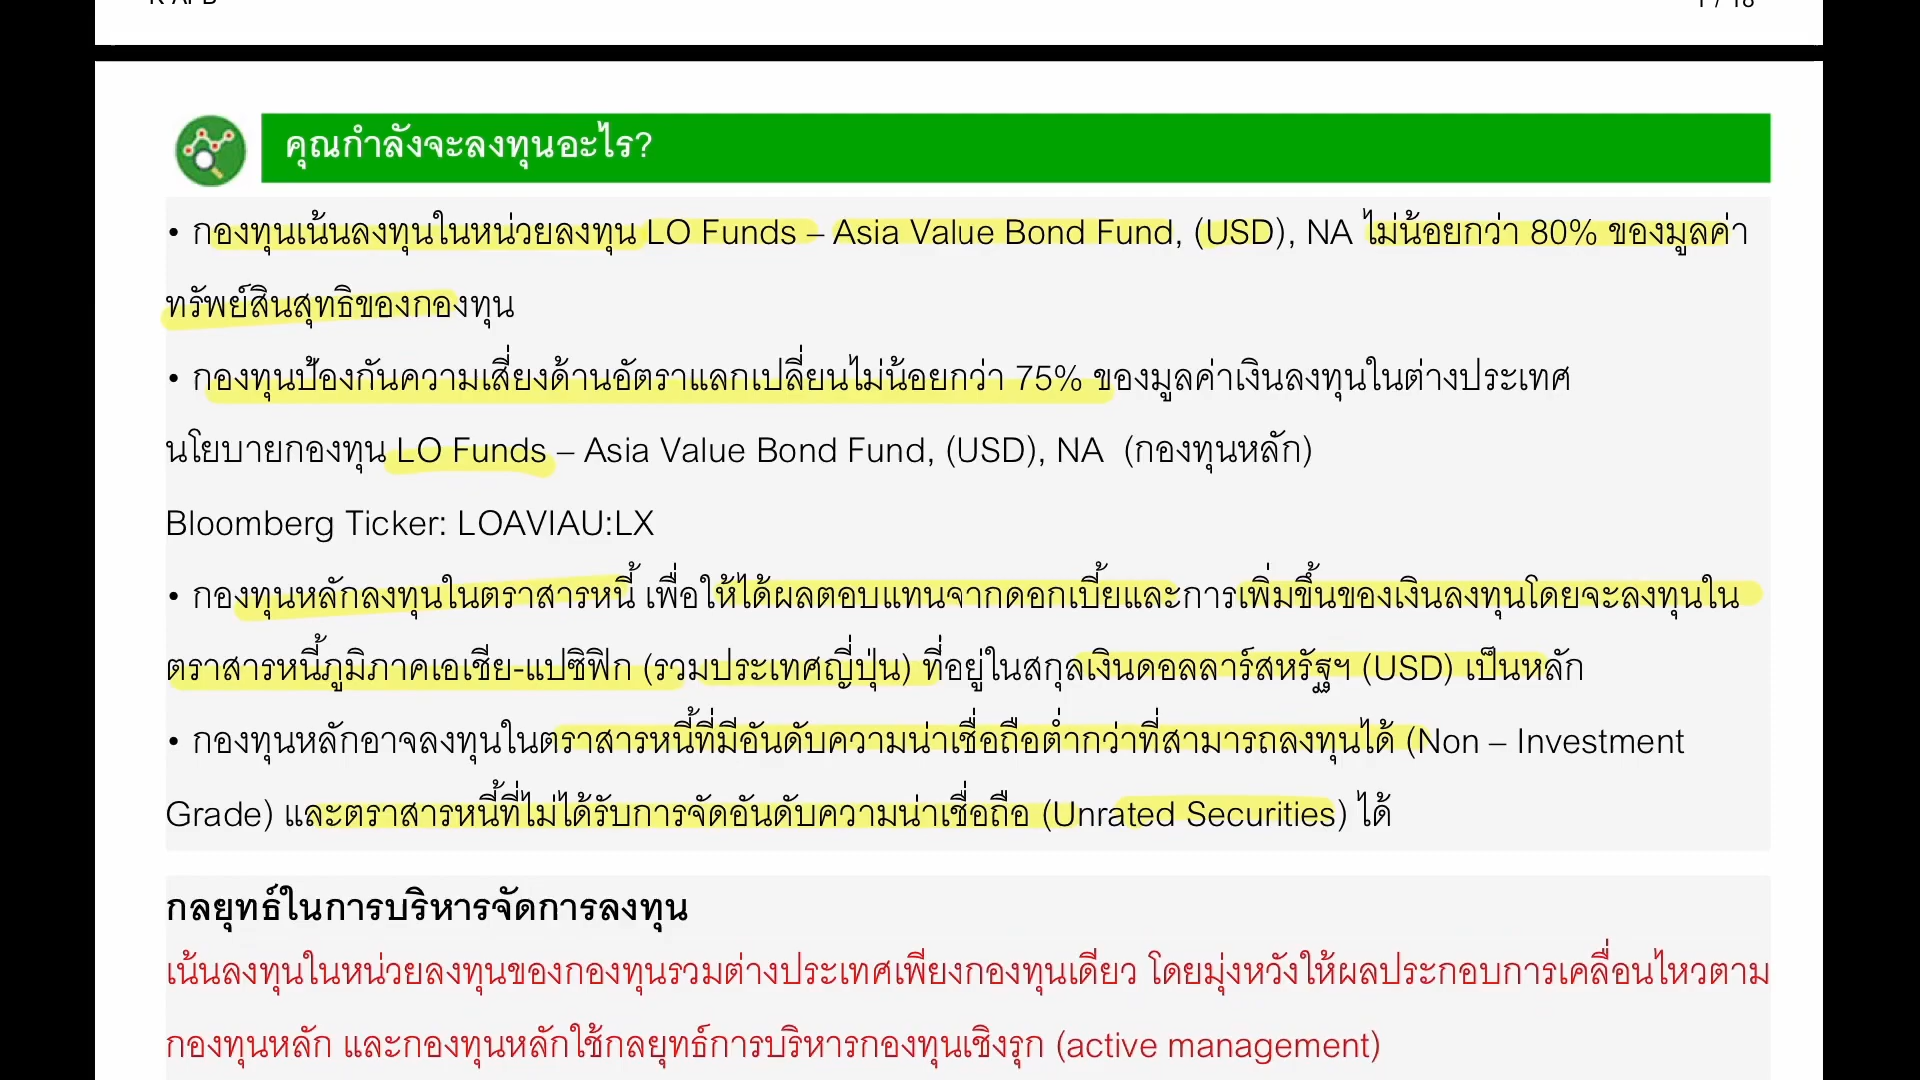 คุณกำลังจะลงทุนอะไร?
• กองทุนเน้นลงทุนในหน่วยลงทุน LO Funds – Asia Value Bond Fund, (USD), NA ไม่น้อยกว่า 80% ของมูลค่า
ทรัพย์สินสุทธิของกองทุน
• กองทุนป้องกันความเสี่ยงด้านอัตราแลกเปลี่ยนไม่น้อยกว่า 75% ของมูลค่าเงินลงทุนในต่างประเทศ
นโยบายกองทุน LO Funds – Asia Value Bond Fund, (USD), NA (กองทุนหลัก)
Bloomberg Ticker: LOAVIAU:LX
• กองทุนหลักลงทุนในตราสารหนี้ เพื่อให้ได้ผลตอบแทนจากดอกเบี้ยและการเพิ่มขึ้นของเงินลงทุนโดยจะลงทุนใน
ตราสารหนี้ภูมิภาคเอเชีย-แปซิฟิก (รวมประเทศญี่ปุ่น) ที่อยู่ในสกุลเงินดอลลาร์สหรัฐฯ (USD) เป็นหลัก
• กองทุนหลักอาจลงทุนในตราสารหนี้ที่มีอันดับความน่าเชื่อถือต่ำกว่าที่สามารถลงทุนได้ (Non – Investment
Grade) และตราสารหนี้ที่ไม่ได้รับการจัดอันดับความน่าเชื่อถือ (Unrated Securities) ได้
กลยุทธ์ในการบริหารจัดการลงทุน
เน้นลงทุนในหน่วยลงทุนของกองทุนรวมต่างประเทศเพียงกองทุนเดียว โดยมุ่งหวังให้ผลประกอบการเคลื่อนไหวตาม
กองทุนหลัก และกองทุนหลักใช้กลยุทธ์การบริหารกองทุนเชิงรุก (active management)